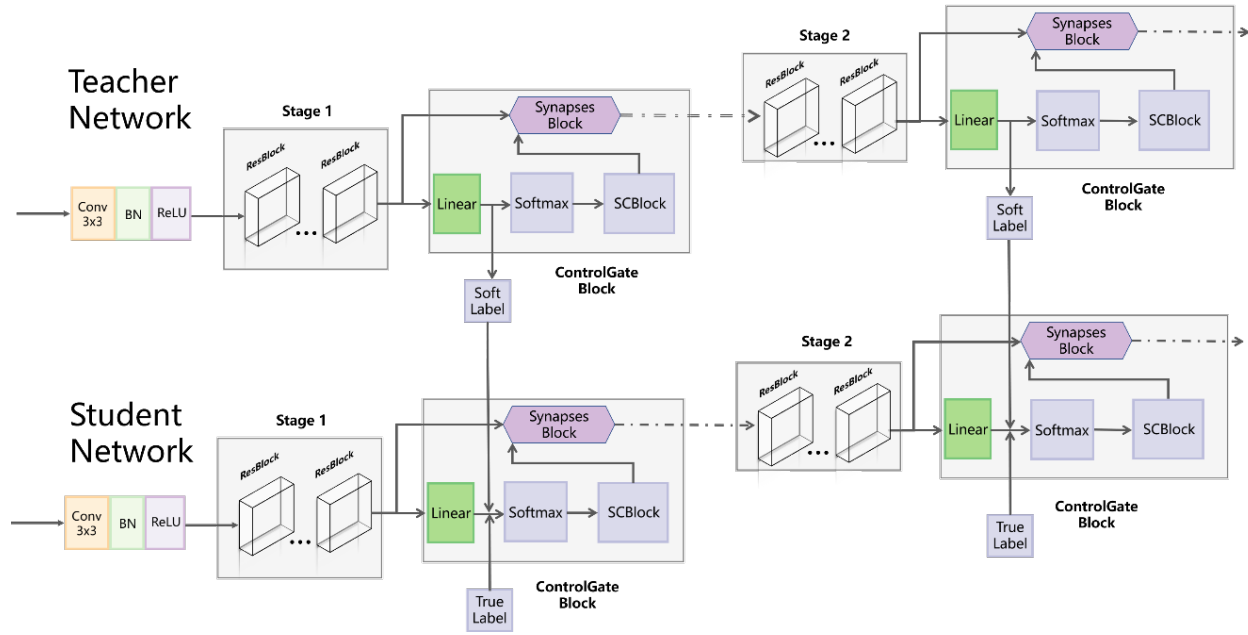 Teacher
Network
Conv
3x3
BN
ReLU
Stage 1
ResBlock
ResBlock
Synapses
Block
Linear
Softmax
SCBlock
ControlGate
Block
Soft
Label
Stage 2
ResBlock
ResBlock
Synapses
Block
Linear
Softmax
SCBlock
ControlGate
Block
Soft
Label
Student
Network
Conv
3x3
BN
ReLU
Stage 1
ResBlock
ResBlock
Synapses
Block
Linear
Softmax
SCBlock
ControlGate
Block
True
Label
Stage 2
ResBlock
ResBlock
Synapses
Block
Linear
Softmax
SCBlock
ControlGate
Block
True
Label